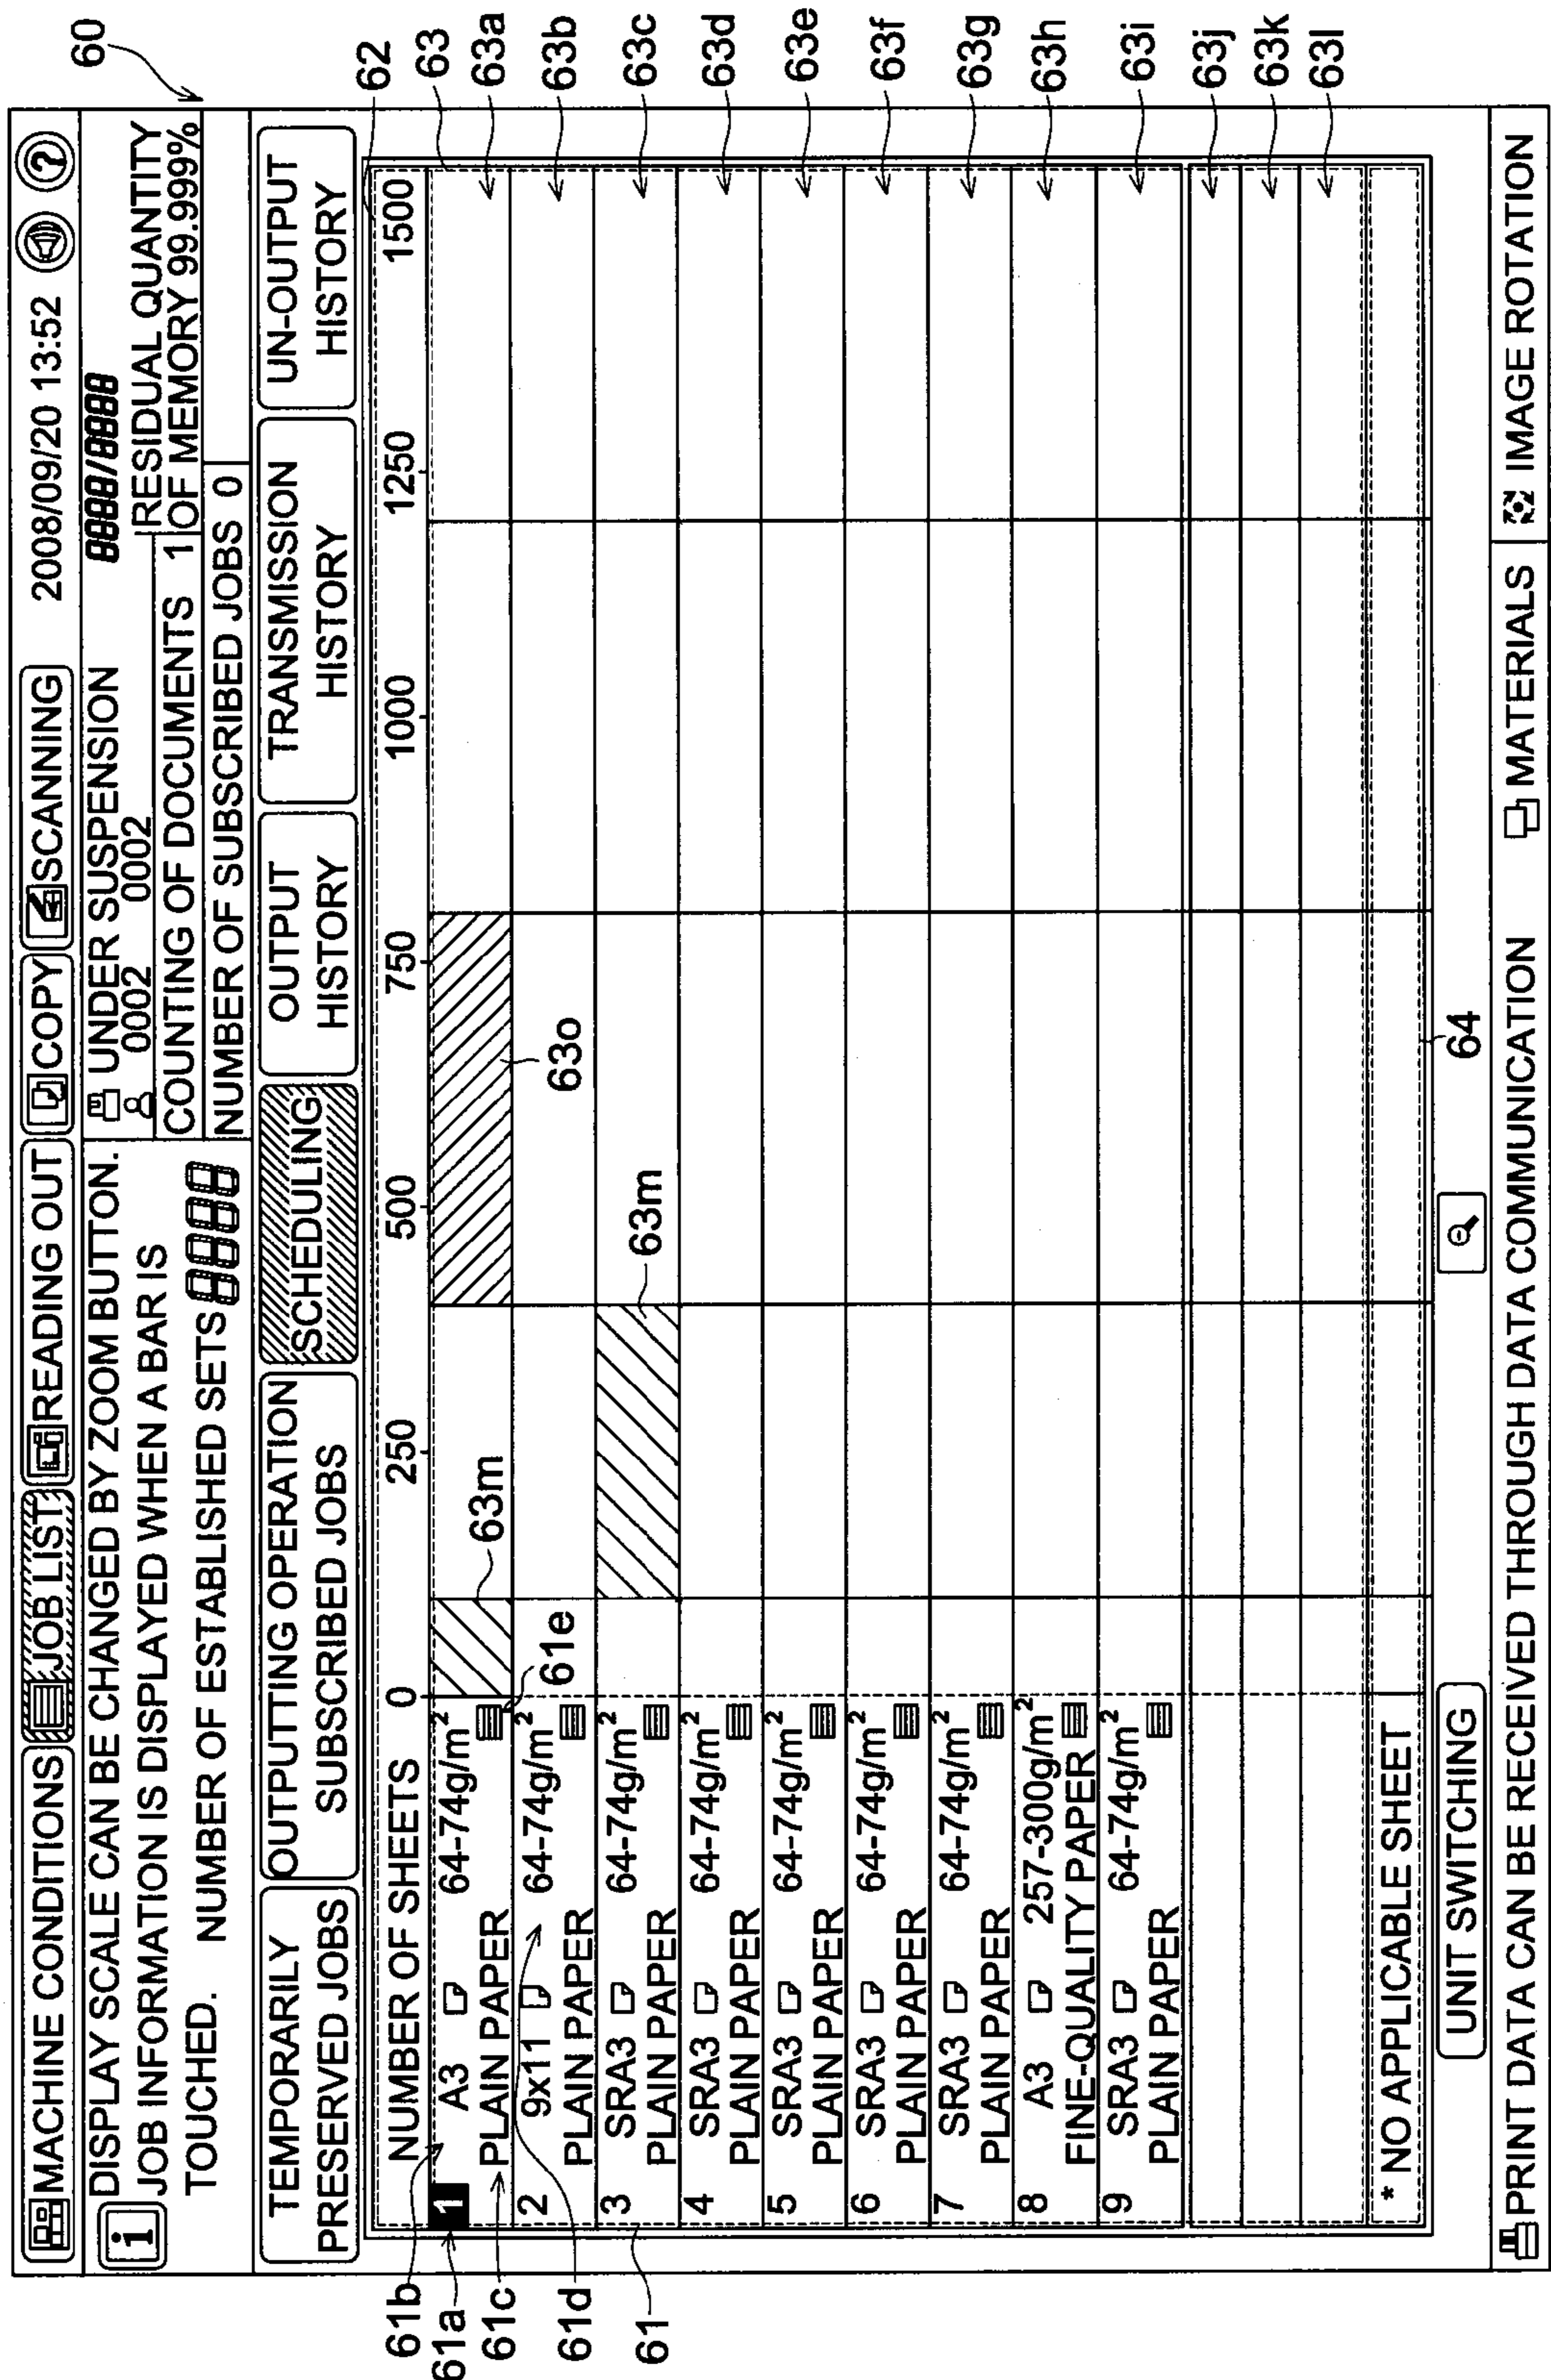 60
MACHINE CONDITIONS JOB LIST READING OUT COPY SCANNING 2008/09/20 13:52 ?
i DISPLAY SCALE CAN BE CHANGED BY ZOOM BUTTON.
JOB INFORMATION IS DISPLAYED WHEN A BAR IS
TOUCHED. NUMBER OF ESTABLISHED SETS 8888
UNDER SUSPENSION 8888/8888
0002 0002
COUNTING OF DOCUMENTS 1
RESIDUAL QUANTITY
OF MEMORY 99.999%
NUMBER OF SUBSCRIBED JOBS 0
TEMPORARILY
PRESERVED JOBS
OUTPUTTING OPERATION
SUBSCRIBED JOBS
SCHEDULING
OUTPUT
HISTORY
TRANSMISSION
HISTORY
UN-OUTPUT
HISTORY
62
NUMBER OF SHEETS 0 250 500 750 1000 1250 1500
63
61b
61a
1 A3 64-74g/m²
PLAIN PAPER
63m
63o
63a
61c
61e
2 9x11 64-74g/m²
PLAIN PAPER
63b
61d
3 SRA3 64-74g/m²
PLAIN PAPER
63m
63c
61
4 SRA3 64-74g/m²
PLAIN PAPER
63d
5 SRA3 64-74g/m²
PLAIN PAPER
63e
6 SRA3 64-74g/m²
PLAIN PAPER
63f
7 SRA3 64-74g/m²
PLAIN PAPER
63g
8 A3 257-300g/m²
FINE-QUALITY PAPER
63h
9 SRA3 64-74g/m²
PLAIN PAPER
63i
63j
63k
63l
* NO APPLICABLE SHEET
64
UNIT SWITCHING
PRINT DATA CAN BE RECEIVED THROUGH DATA COMMUNICATION MATERIALS IMAGE ROTATION